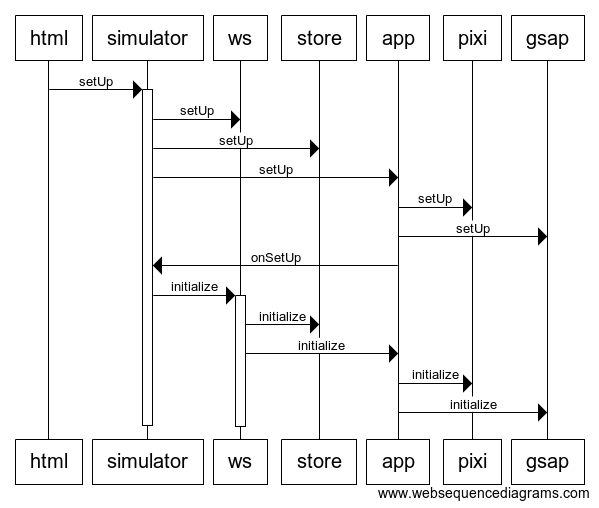 html simulator ws store app pixi gsap
setUp
setUp
setUp
setUp
setUp
setUp
onSetUp
initialize
initialize
initialize
initialize
initialize
html simulator ws store app pixi gsap
www.websequencediagrams.com